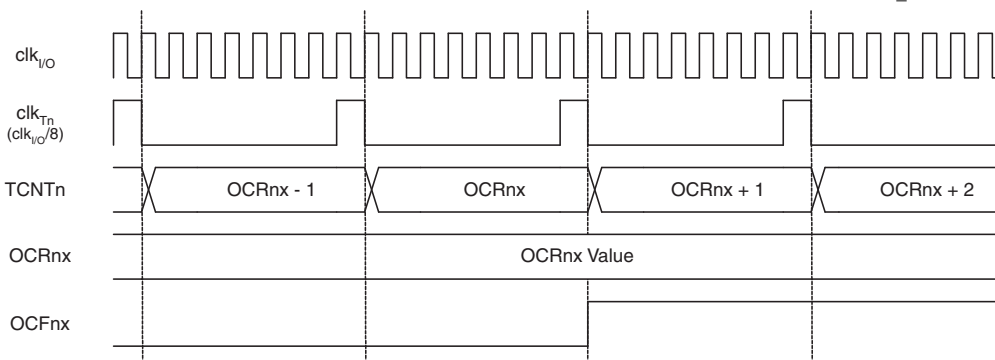 clkI/O
clkTn
(clkI/O/8)
TCNTn OCRnx - 1 OCRnx OCRnx + 1 OCRnx + 2
OCRnx OCRnx Value
OCFnx